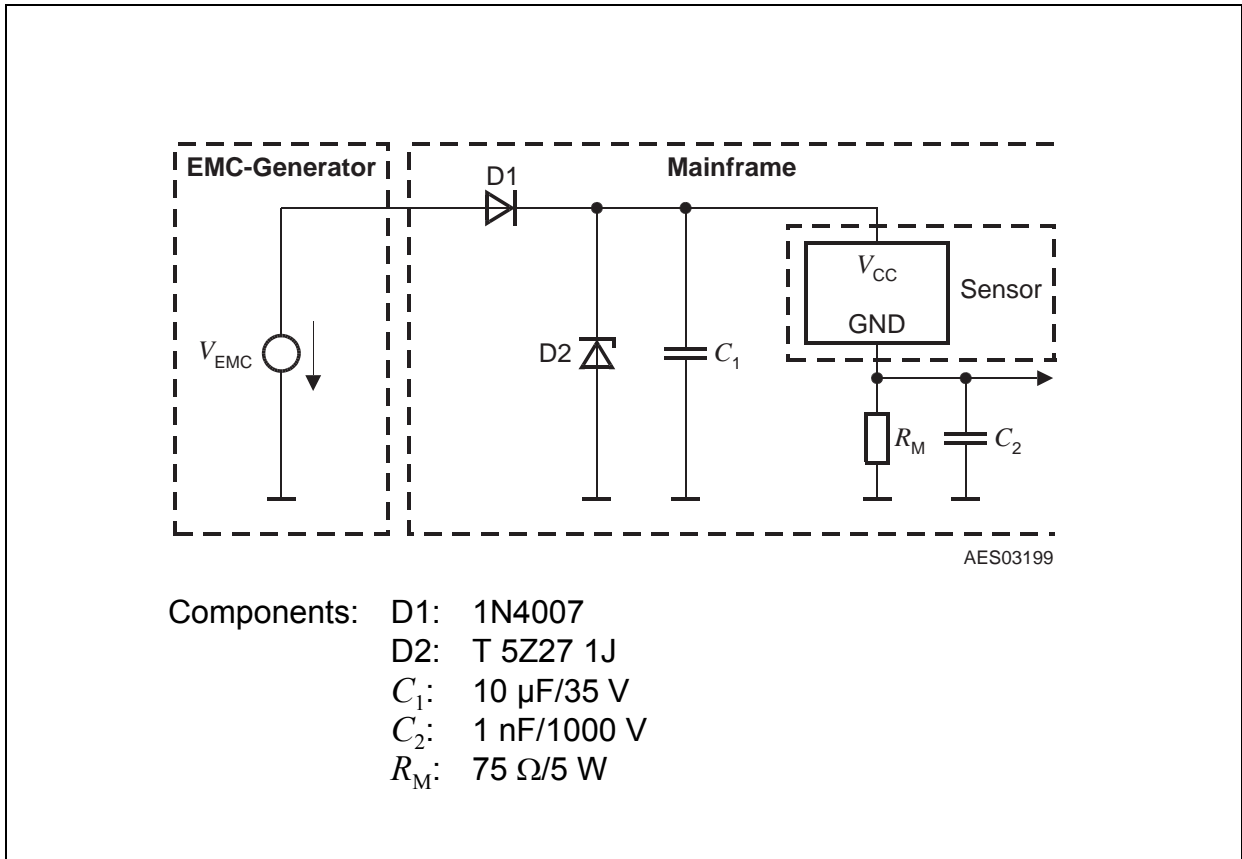 EMC-Generator
Mainframe
D1
V_CC
Sensor
GND
V_EMC
D2
C_1
R_M
C_2
AES03199
Components: D1: 1N4007
D2: T 5Z27 1J
C_1: 10 µF/35 V
C_2: 1 nF/1000 V
R_M: 75 Ω/5 W